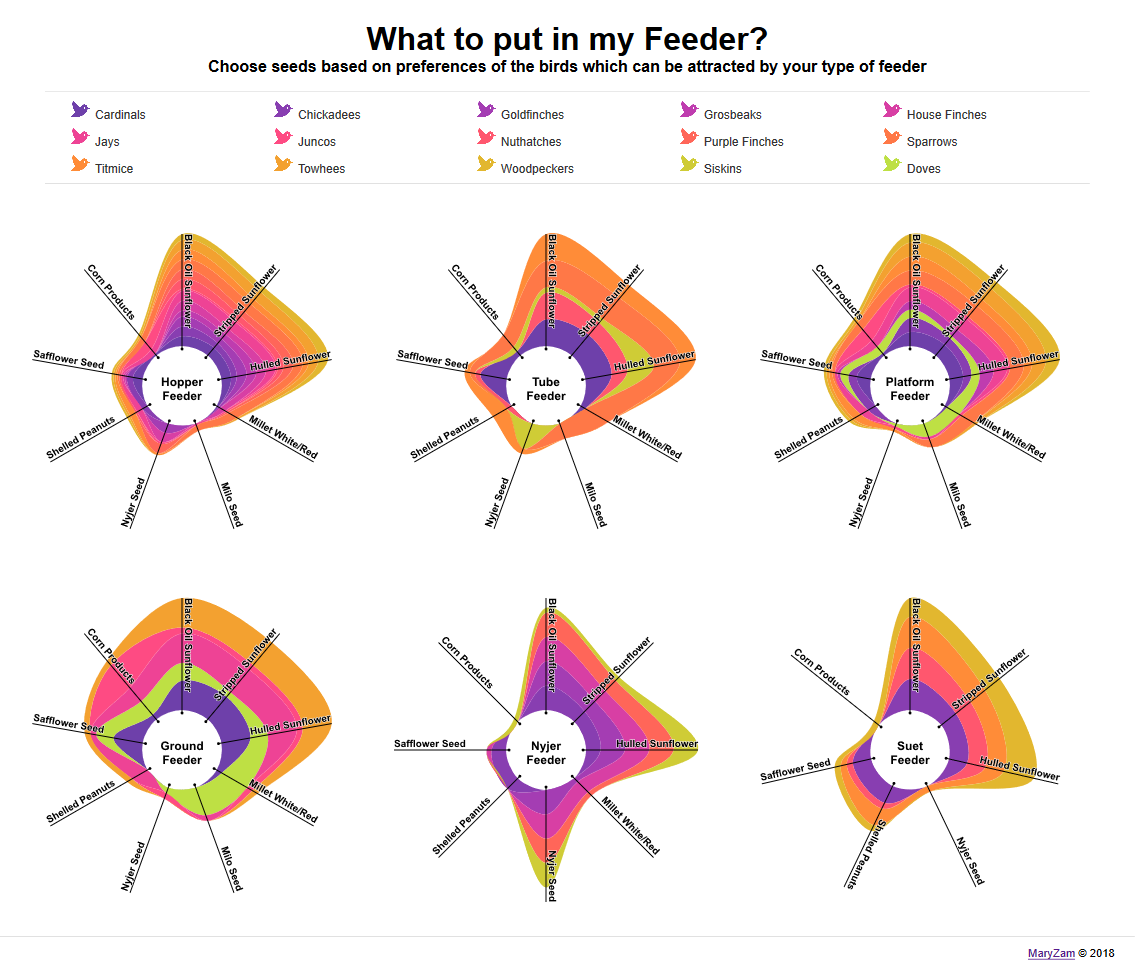 What to put in my Feeder?
Choose seeds based on preferences of the birds which can be attracted by your type of feeder
Cardinals
Chickadees
Goldfinches
Grosbeaks
House Finches
Jays
Juncos
Nuthatches
Purple Finches
Sparrows
Titmice
Towhees
Woodpeckers
Siskins
Doves
Black Oil Sunflower
Stripped Sunflower
Hulled Sunflower
Millet White/Red
Milo Seed
Nyjer Seed
Shelled Peanuts
Safflower Seed
Corn Products
Hopper
Feeder
Black Oil Sunflower
Stripped Sunflower
Hulled Sunflower
Millet White/Red
Milo Seed
Nyjer Seed
Shelled Peanuts
Safflower Seed
Corn Products
Tube
Feeder
Black Oil Sunflower
Stripped Sunflower
Hulled Sunflower
Millet White/Red
Milo Seed
Nyjer Seed
Shelled Peanuts
Safflower Seed
Corn Products
Platform
Feeder
Black Oil Sunflower
Stripped Sunflower
Hulled Sunflower
Millet White/Red
Milo Seed
Nyjer Seed
Shelled Peanuts
Safflower Seed
Corn Products
Ground
Feeder
Black Oil Sunflower
Stripped Sunflower
Hulled Sunflower
Millet White/Red
Nyjer Seed
Shelled Peanuts
Safflower Seed
Corn Products
Nyjer
Feeder
Black Oil Sunflower
Stripped Sunflower
Hulled Sunflower
Nyjer Seed
Shelled Peanuts
Safflower Seed
Corn Products
Suet
Feeder
MaryZam © 2018